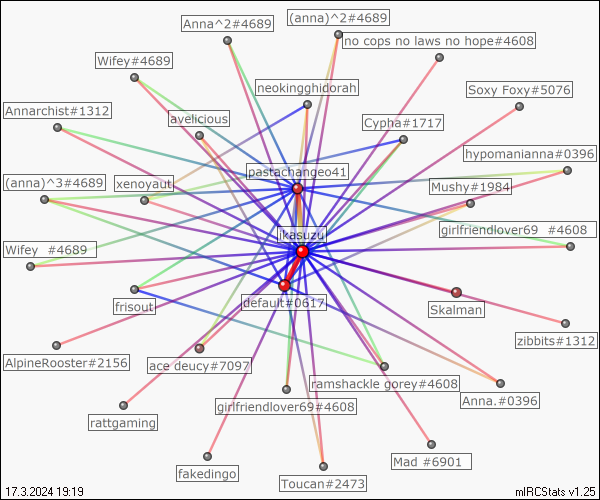 (anna)^2#4689
Anna^2#4689
no cops no laws no hope#4608
Wifey#4689
neokingghidorah
Soxy Foxy#5076
Annarchist#1312
ayelicious
Cypha#1717
hypomanianna#0396
pastachangeo41
(anna)^3#4689
xenoyaut
Mushy#1984
jkasuzu
girlfriendlover69 #4608
Wifey #4689
default#0617
frisout
Skalman
zibbits#1312
AlpineRooster#2156
ace deucy#7097
ramshackle gorey#4608
Anna.#0396
girlfriendlover69#4608
rattgaming
Mad #6901
fakedingo
Toucan#2473
17.3.2024 19:19
mIRCStats v1.25